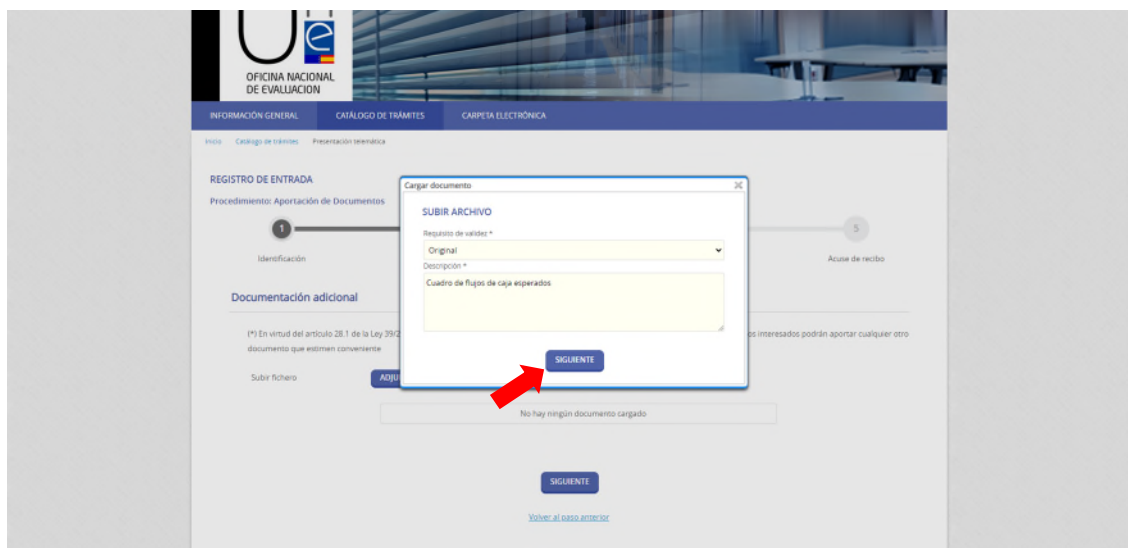 OFICINA NACIONAL
DE EVALUACION
INFORMACIÓN GENERAL CATÁLOGO DE TRÁMITES CARPETA ELECTRÓNICA
Inicio Catálogo de trámites Presentación telemática
REGISTRO DE ENTRADA
Procedimiento: Aportación de Documentos
Cargar documento
SUBIR ARCHIVO
Requisito de validez *
Original
Descripción *
Cuadro de flujos de caja esperados
SIGUIENTE
1 5
Identificación Acuse de recibo
Documentación adicional
(*) En virtud del artículo 28.1 de la Ley 39/2 os interesados podrán aportar cualquier otro
documento que estimen conveniente
Subir fichero ADJU
No hay ningún documento cargado
SIGUIENTE
Volver al paso anterior